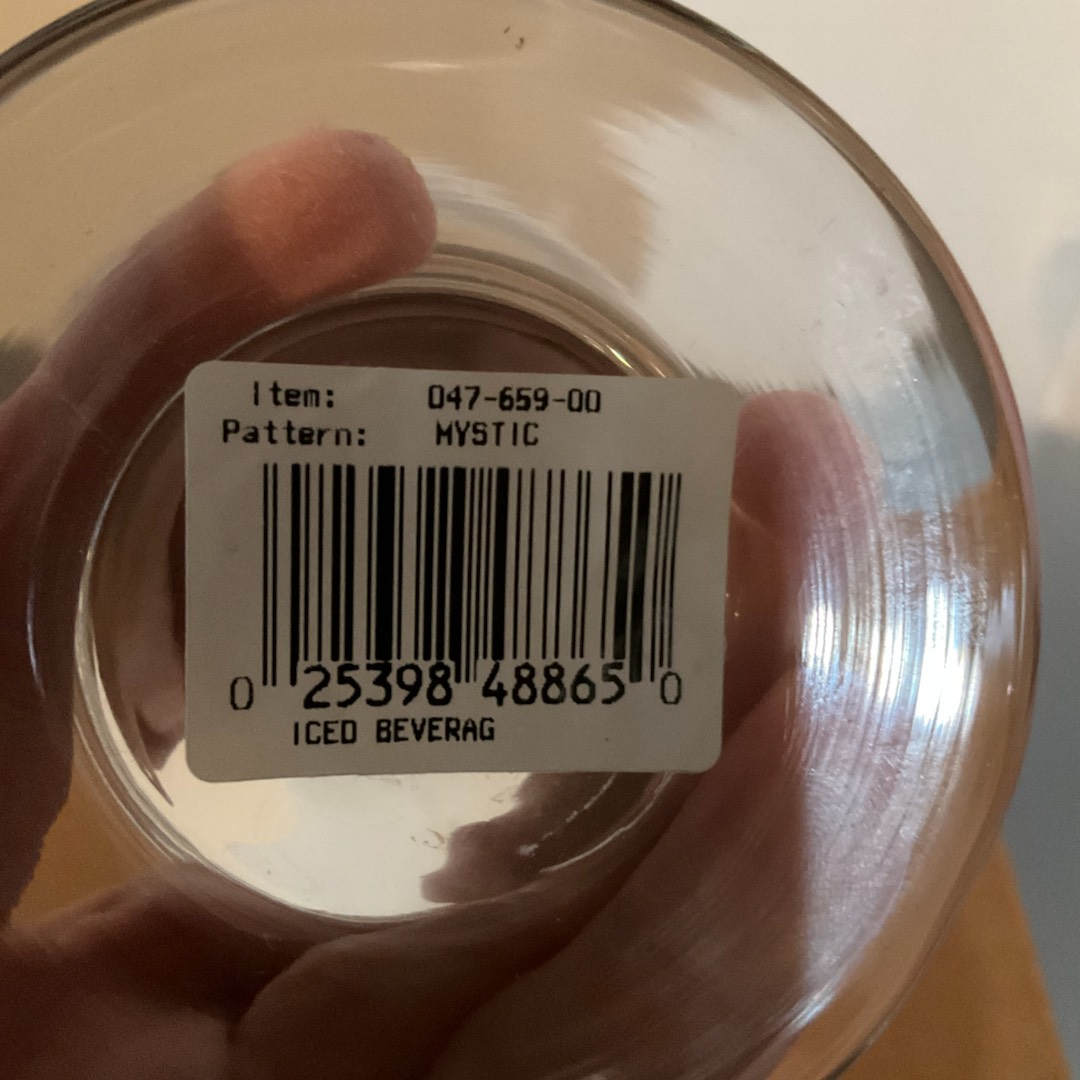 Item: 047-659-00
Pattern: MYSTIC
0 25398 48865 0
ICED BEVERAG